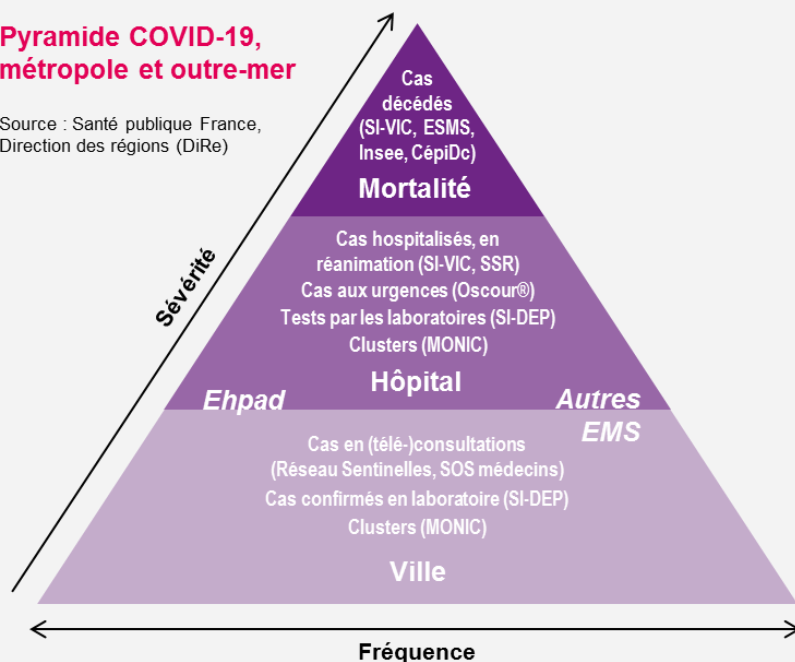 Pyramide COVID-19,
métropole et outre-mer
Source : Santé publique France,
Direction des régions (DiRe)
Sévérité
Cas
décédés
(SI-VIC, ESMS,
Insee, CépiDc)
Mortalité
Cas hospitalisés, en
réanimation (SI-VIC, SSR)
Cas aux urgences (Oscour®)
Tests par les laboratoires (SI-DEP)
Clusters (MONIC)
Hôpital
Ehpad
Autres
EMS
Cas en (télé-)consultations
(Réseau Sentinelles, SOS médecins)
Cas confirmés en laboratoire (SI-DEP)
Clusters (MONIC)
Ville
Fréquence